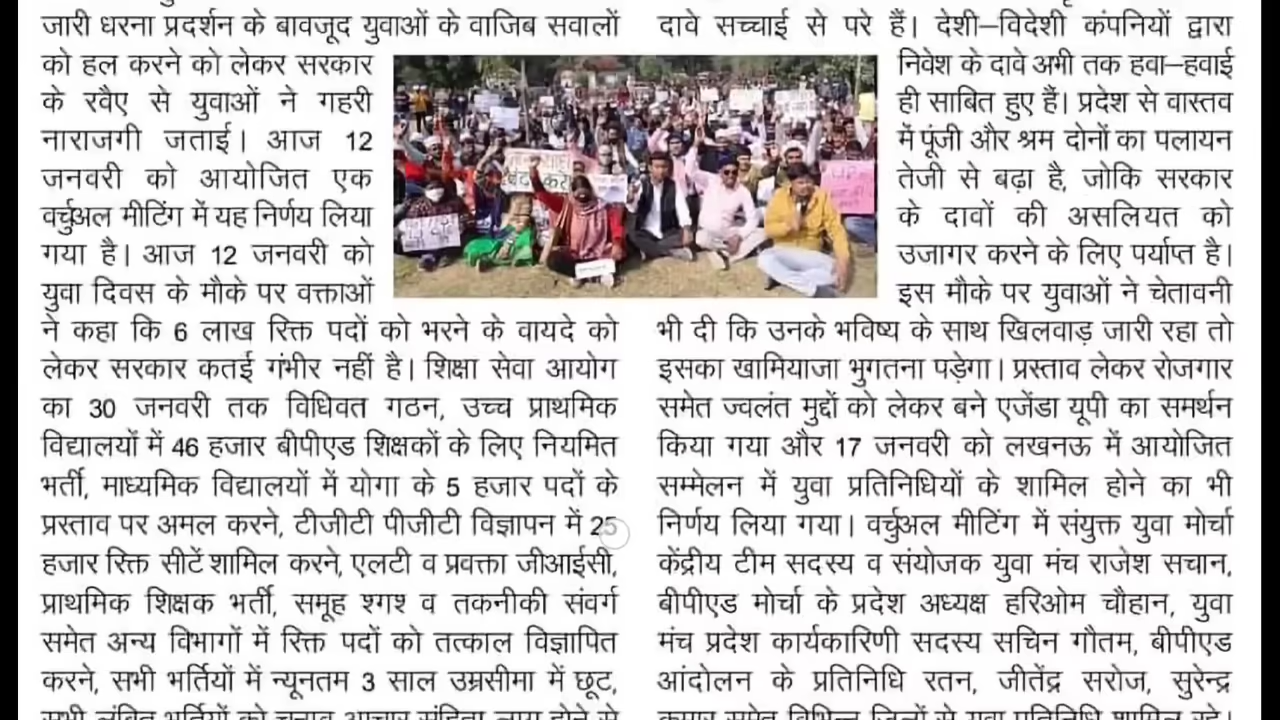 जारी धरना प्रदर्शन के बावजूद युवाओं के वाजिब सवालों
को हल करने को लेकर सरकार
के रवैए से युवाओं ने गहरी
नाराजगी जताई। आज 12
जनवरी को आयोजित एक
वर्चुअल मीटिंग में यह निर्णय लिया
गया है। आज 12 जनवरी को
युवा दिवस के मौके पर वक्ताओं
ने कहा कि 6 लाख रिक्त पदों को भरने के वायदे को
लेकर सरकार कतई गंभीर नहीं है। शिक्षा सेवा आयोग
का 30 जनवरी तक विधिवत गठन, उच्च प्राथमिक
विद्यालयों में 46 हजार बीपीएड शिक्षकों के लिए नियमित
भर्ती, माध्यमिक विद्यालयों में योगा के 5 हजार पदों के
प्रस्ताव पर अमल करने, टीजीटी पीजीटी विज्ञापन में 25
हजार रिक्त सीटें शामिल करने, एलटी व प्रवक्ता जीआईसी,
प्राथमिक शिक्षक भर्ती, समूह श्गश् व तकनीकी संवर्ग
समेत अन्य विभागों में रिक्त पदों को तत्काल विज्ञापित
करने, सभी भर्तियों में न्यूनतम 3 साल उम्रसीमा में छूट,
सभी लंबित भर्तियों को चुनाव आचार संहिता लागू होने से
दावे सच्चाई से परे हैं। देशी–विदेशी कंपनियों द्वारा
निवेश के दावे अभी तक हवा–हवाई
ही साबित हुए हैं। प्रदेश से वास्तव
में पूंजी और श्रम दोनों का पलायन
तेजी से बढ़ा है, जोकि सरकार
के दावों की असलियत को
उजागर करने के लिए पर्याप्त है।
इस मौके पर युवाओं ने चेतावनी
भी दी कि उनके भविष्य के साथ खिलवाड़ जारी रहा तो
इसका खामियाजा भुगतना पड़ेगा। प्रस्ताव लेकर रोजगार
समेत ज्वलंत मुद्दों को लेकर बने एजेंडा यूपी का समर्थन
किया गया और 17 जनवरी को लखनऊ में आयोजित
सम्मेलन में युवा प्रतिनिधियों के शामिल होने का भी
निर्णय लिया गया। वर्चुअल मीटिंग में संयुक्त युवा मोर्चा
केंद्रीय टीम सदस्य व संयोजक युवा मंच राजेश सचान,
बीपीएड मोर्चा के प्रदेश अध्यक्ष हरिओम चौहान, युवा
मंच प्रदेश कार्यकारिणी सदस्य सचिन गौतम, बीपीएड
आंदोलन के प्रतिनिधि रतन, जीतेंद्र सरोज, सुरेन्द्र
कुमार समेत विभिन्न जिलों से युवा प्रतिनिधि शामिल रहे।